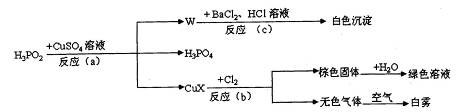 W +BaCl₂、HCl溶液 反应（c） 白色沉淀
H₃PO₂ +CuSO₄溶液 反应（a） H₃PO₄
CuX +Cl₂ 反应（b） 棕色固体 +H₂O 绿色溶液
无色气体 空气 白雾